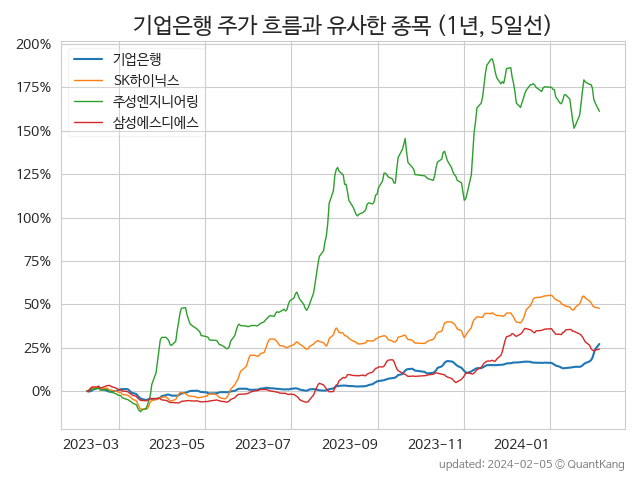 기업은행 주가 흐름과 유사한 종목 (1년, 5일선)
기업은행
SK하이닉스
주성엔지니어링
삼성에스디에스
200%
175%
150%
125%
100%
75%
50%
25%
0%
2023-03 2023-05 2023-07 2023-09 2023-11 2024-01
updated: 2024-02-05 © QuantKang